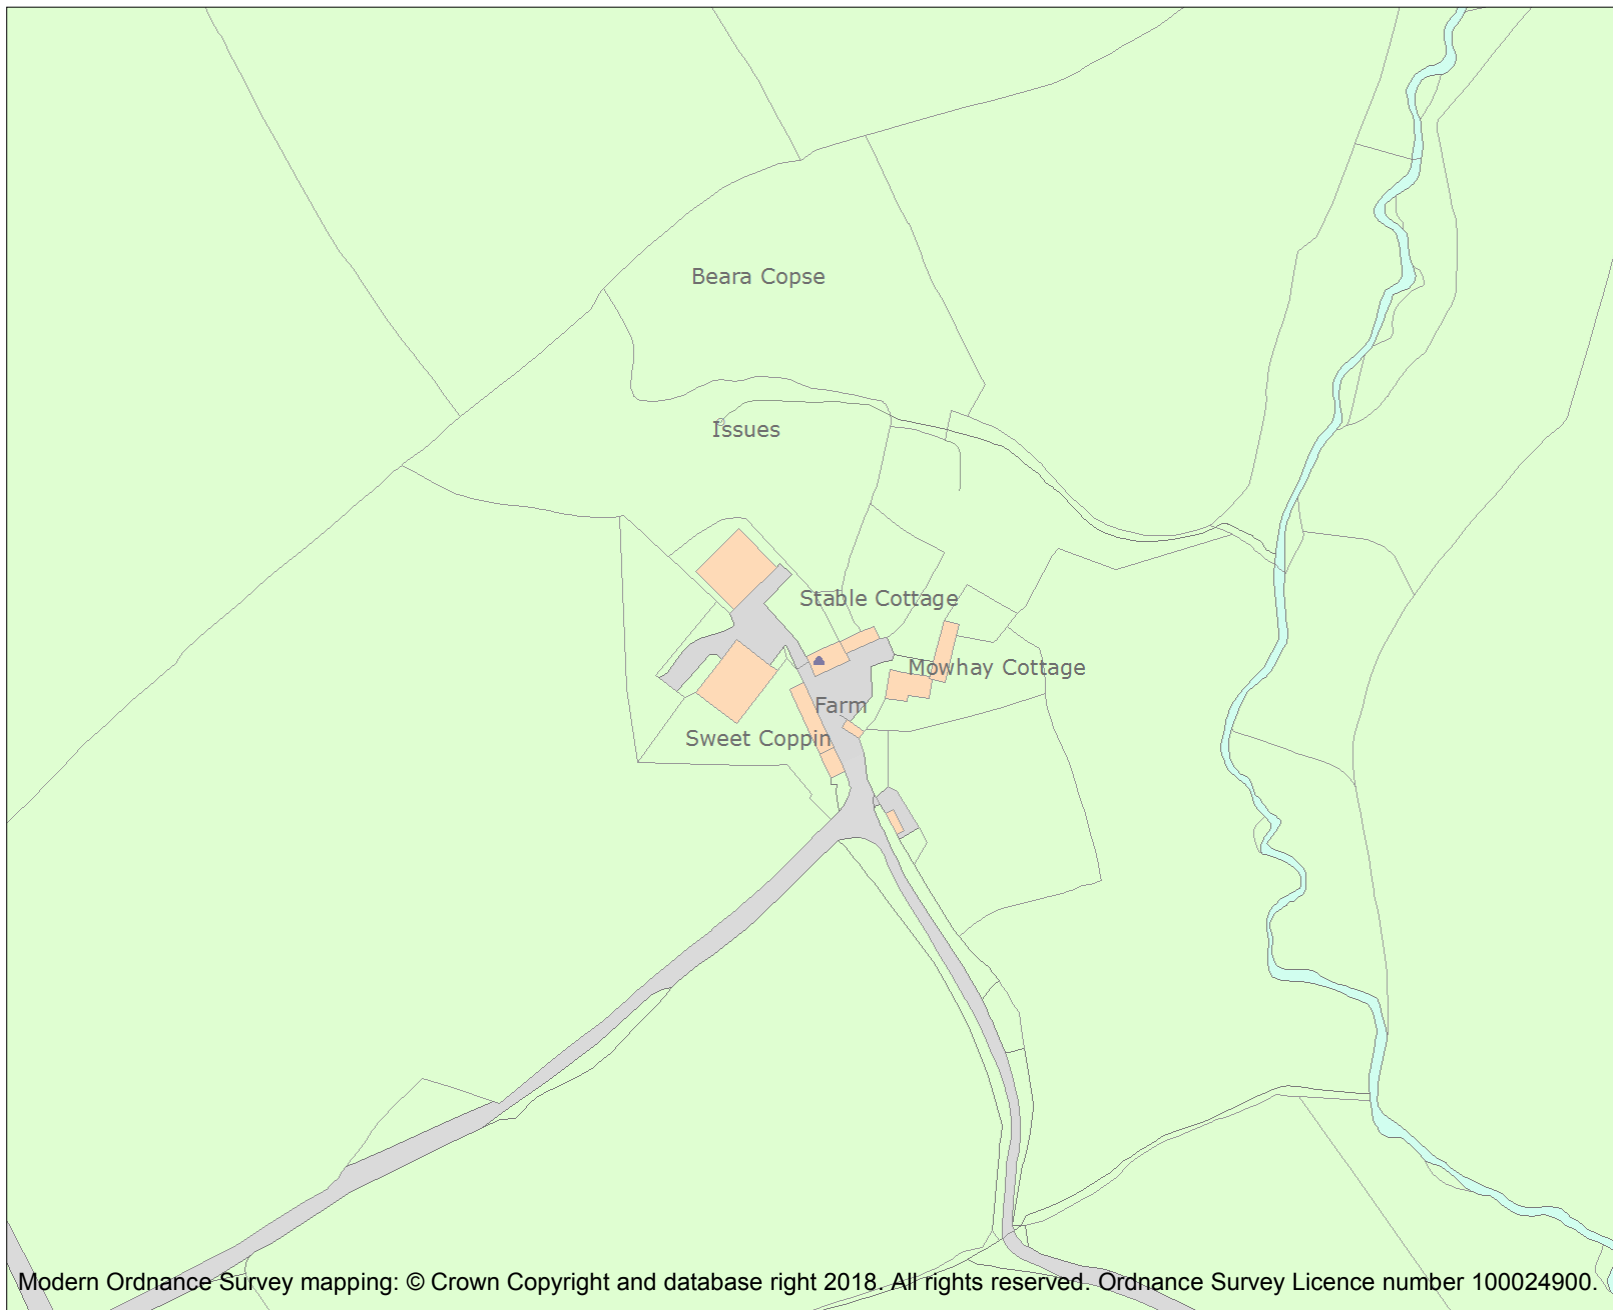 Beara Copse
Issues
Stable Cottage
Mowhay Cottage
Farm
Sweet Coppin
Modern Ordnance Survey mapping: © Crown Copyright and database right 2018. All rights reserved. Ordnance Survey Licence number 100024900.